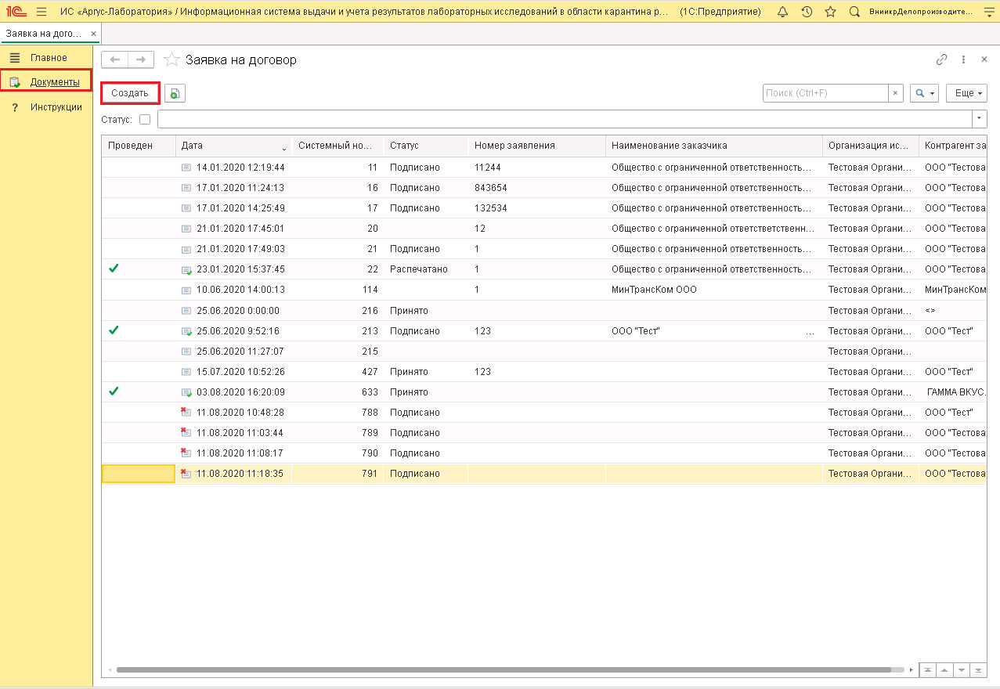 1С ИС «Аргус-Лаборатория» / Информационная система выдачи и учета результатов лабораторных исследований в области карантина р... (1С:Предприятие) ВнникрДелопроизводите...
Заявка на дого... ×
Главное
Документы
? Инструкции
Заявка на договор
Создать Поиск (Ctrl+F) × Еще
Статус:
Проведен Дата Системный но... Статус Номер заявления Наименование заказчика Организация ис... Контрагент за
14.01.2020 12:19:44 11 Подписано 11244 Общество с ограниченной ответственность... Тестовая Органи... ООО "Тестова
17.01.2020 11:24:13 16 Подписано 843654 Общество с ограниченной ответственность... Тестовая Органи... ООО "Тестова
17.01.2020 14:25:49 17 Подписано 132534 Общество с ограниченной ответственность... Тестовая Органи... ООО "Тестова
21.01.2020 17:45:01 20 12 Общество с ограниченной ответственственн... Тестовая Органи... ООО "Тестова
21.01.2020 17:49:03 21 Подписано 1 Общество с ограниченной ответственность... Тестовая Органи... ООО "Тестова
23.01.2020 15:37:45 22 Распечатано 1 Общество с ограниченной ответственность... Тестовая Органи... ООО "Тестова
10.06.2020 14:00:13 114 1 МинТрансКом ООО Тестовая Органи... МинТрансКом
25.06.2020 0:00:00 216 Принято Тестовая Органи... <>
25.06.2020 9:52:16 213 Подписано 123 ООО "Тест" ... Тестовая Органи... ООО "Тест"
25.06.2020 11:27:07 215 Тестовая Органи...
15.07.2020 10:52:26 427 Принято 123 Тестовая Органи... ООО "Тест"
03.08.2020 16:20:09 633 Принято Тестовая Органи... ГАММА ВКУС.
11.08.2020 10:48:28 788 Подписано Тестовая Органи... ООО "Тест"
11.08.2020 11:03:44 789 Подписано Тестовая Органи... ООО "Тестова
11.08.2020 11:08:17 790 Подписано Тестовая Органи... ООО "Тестова
11.08.2020 11:18:35 791 Подписано Тестовая Органи... ООО "Тестова